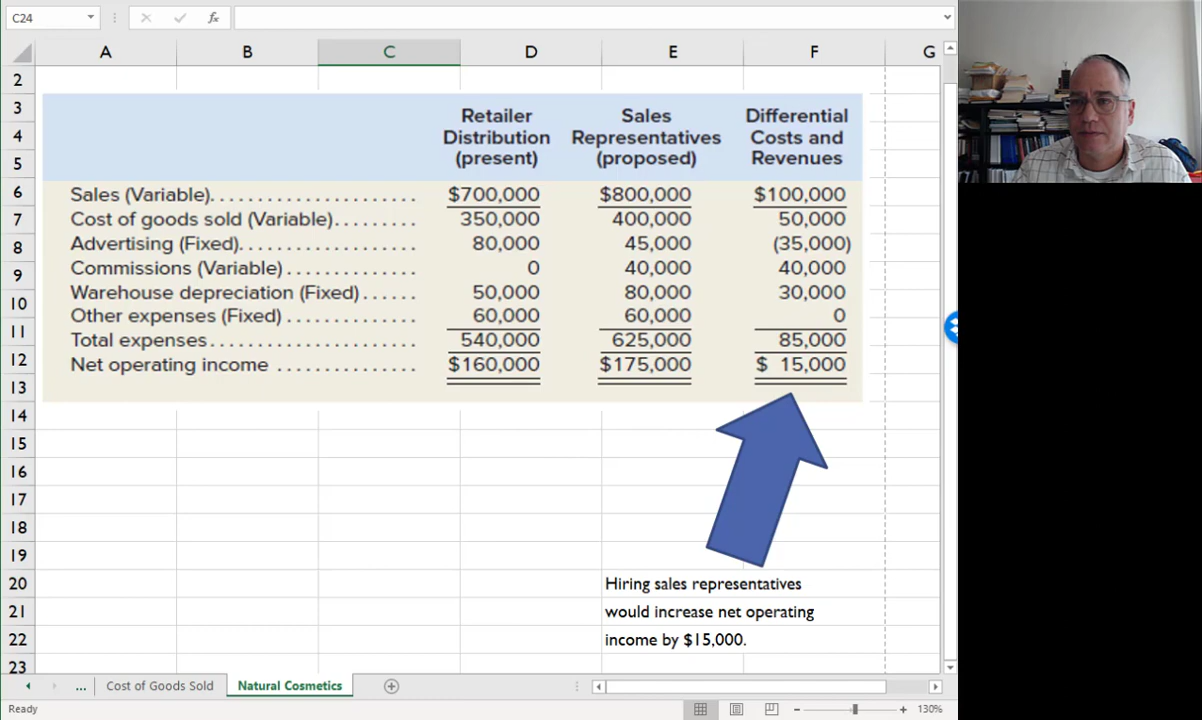 C24
fx
A B C D E F G
2
3 Retailer Sales Differential
4 Distribution Representatives Costs and
5 (present) (proposed) Revenues
6 Sales (Variable)...................... $700,000 $800,000 $100,000
7 Cost of goods sold (Variable)......... 350,000 400,000 50,000
8 Advertising (Fixed)..................... 80,000 45,000 (35,000)
9 Commissions (Variable).............. 0 40,000 40,000
10 Warehouse depreciation (Fixed)...... 50,000 80,000 30,000
11 Other expenses (Fixed).............. 60,000 60,000 0
Total expenses...................... 540,000 625,000 85,000
12 Net operating income ............... $160,000 $175,000 $ 15,000
13
14
15
16
17
18
19
20 Hiring sales representatives
21 would increase net operating
22 income by $15,000.
23
... Cost of Goods Sold Natural Cosmetics
Ready 130%